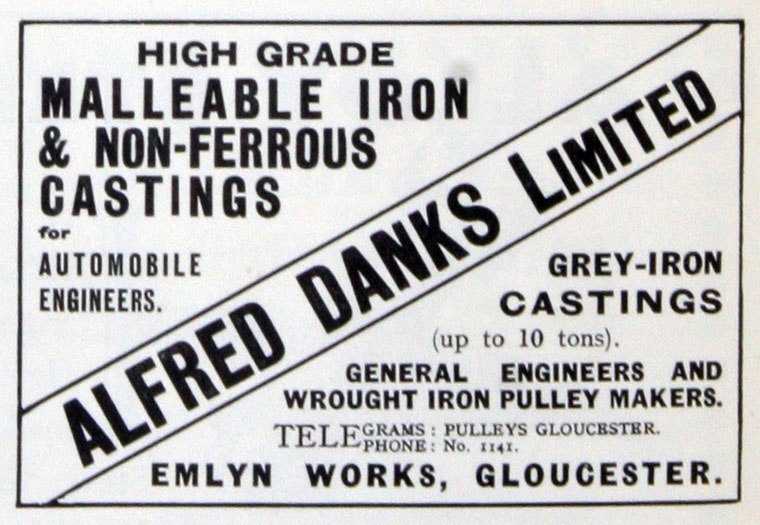 HIGH GRADE
MALLEABLE IRON
& NON-FERROUS
CASTINGS
for
AUTOMOBILE
ENGINEERS.
ALFRED DANKS LIMITED
GREY-IRON
CASTINGS
(up to 10 tons).
GENERAL ENGINEERS AND
WROUGHT IRON PULLEY MAKERS.
TELEGRAMS: PULLEYS GLOUCESTER.
PHONE: No. 1141.
EMLYN WORKS, GLOUCESTER.